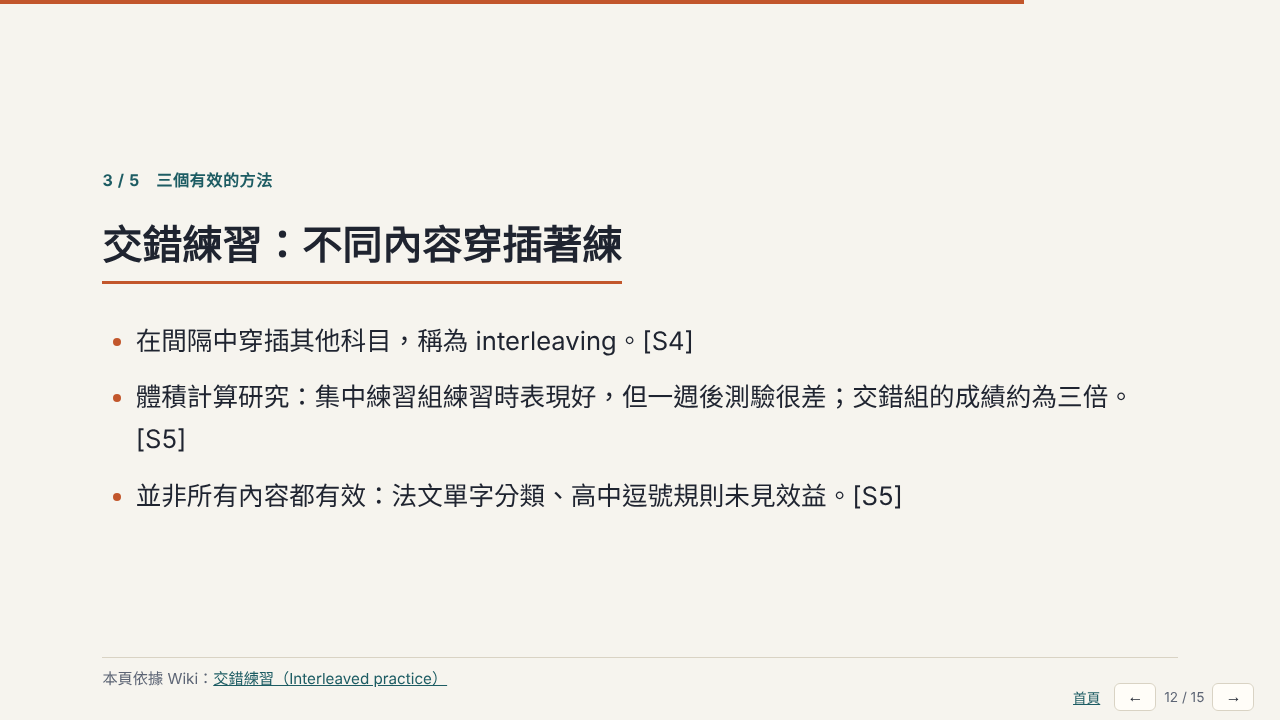 3 / 5　三個有效的方法
交錯練習：不同內容穿插著練
在間隔中穿插其他科目，稱為 interleaving。[S4]
體積計算研究：集中練習組練習時表現好，但一週後測驗很差；交錯組的成績約為三倍。
[S5]
並非所有內容都有效：法文單字分類、高中逗號規則未見效益。[S5]
本頁依據 Wiki：交錯練習（Interleaved practice）
首頁 ← 12 / 15 →